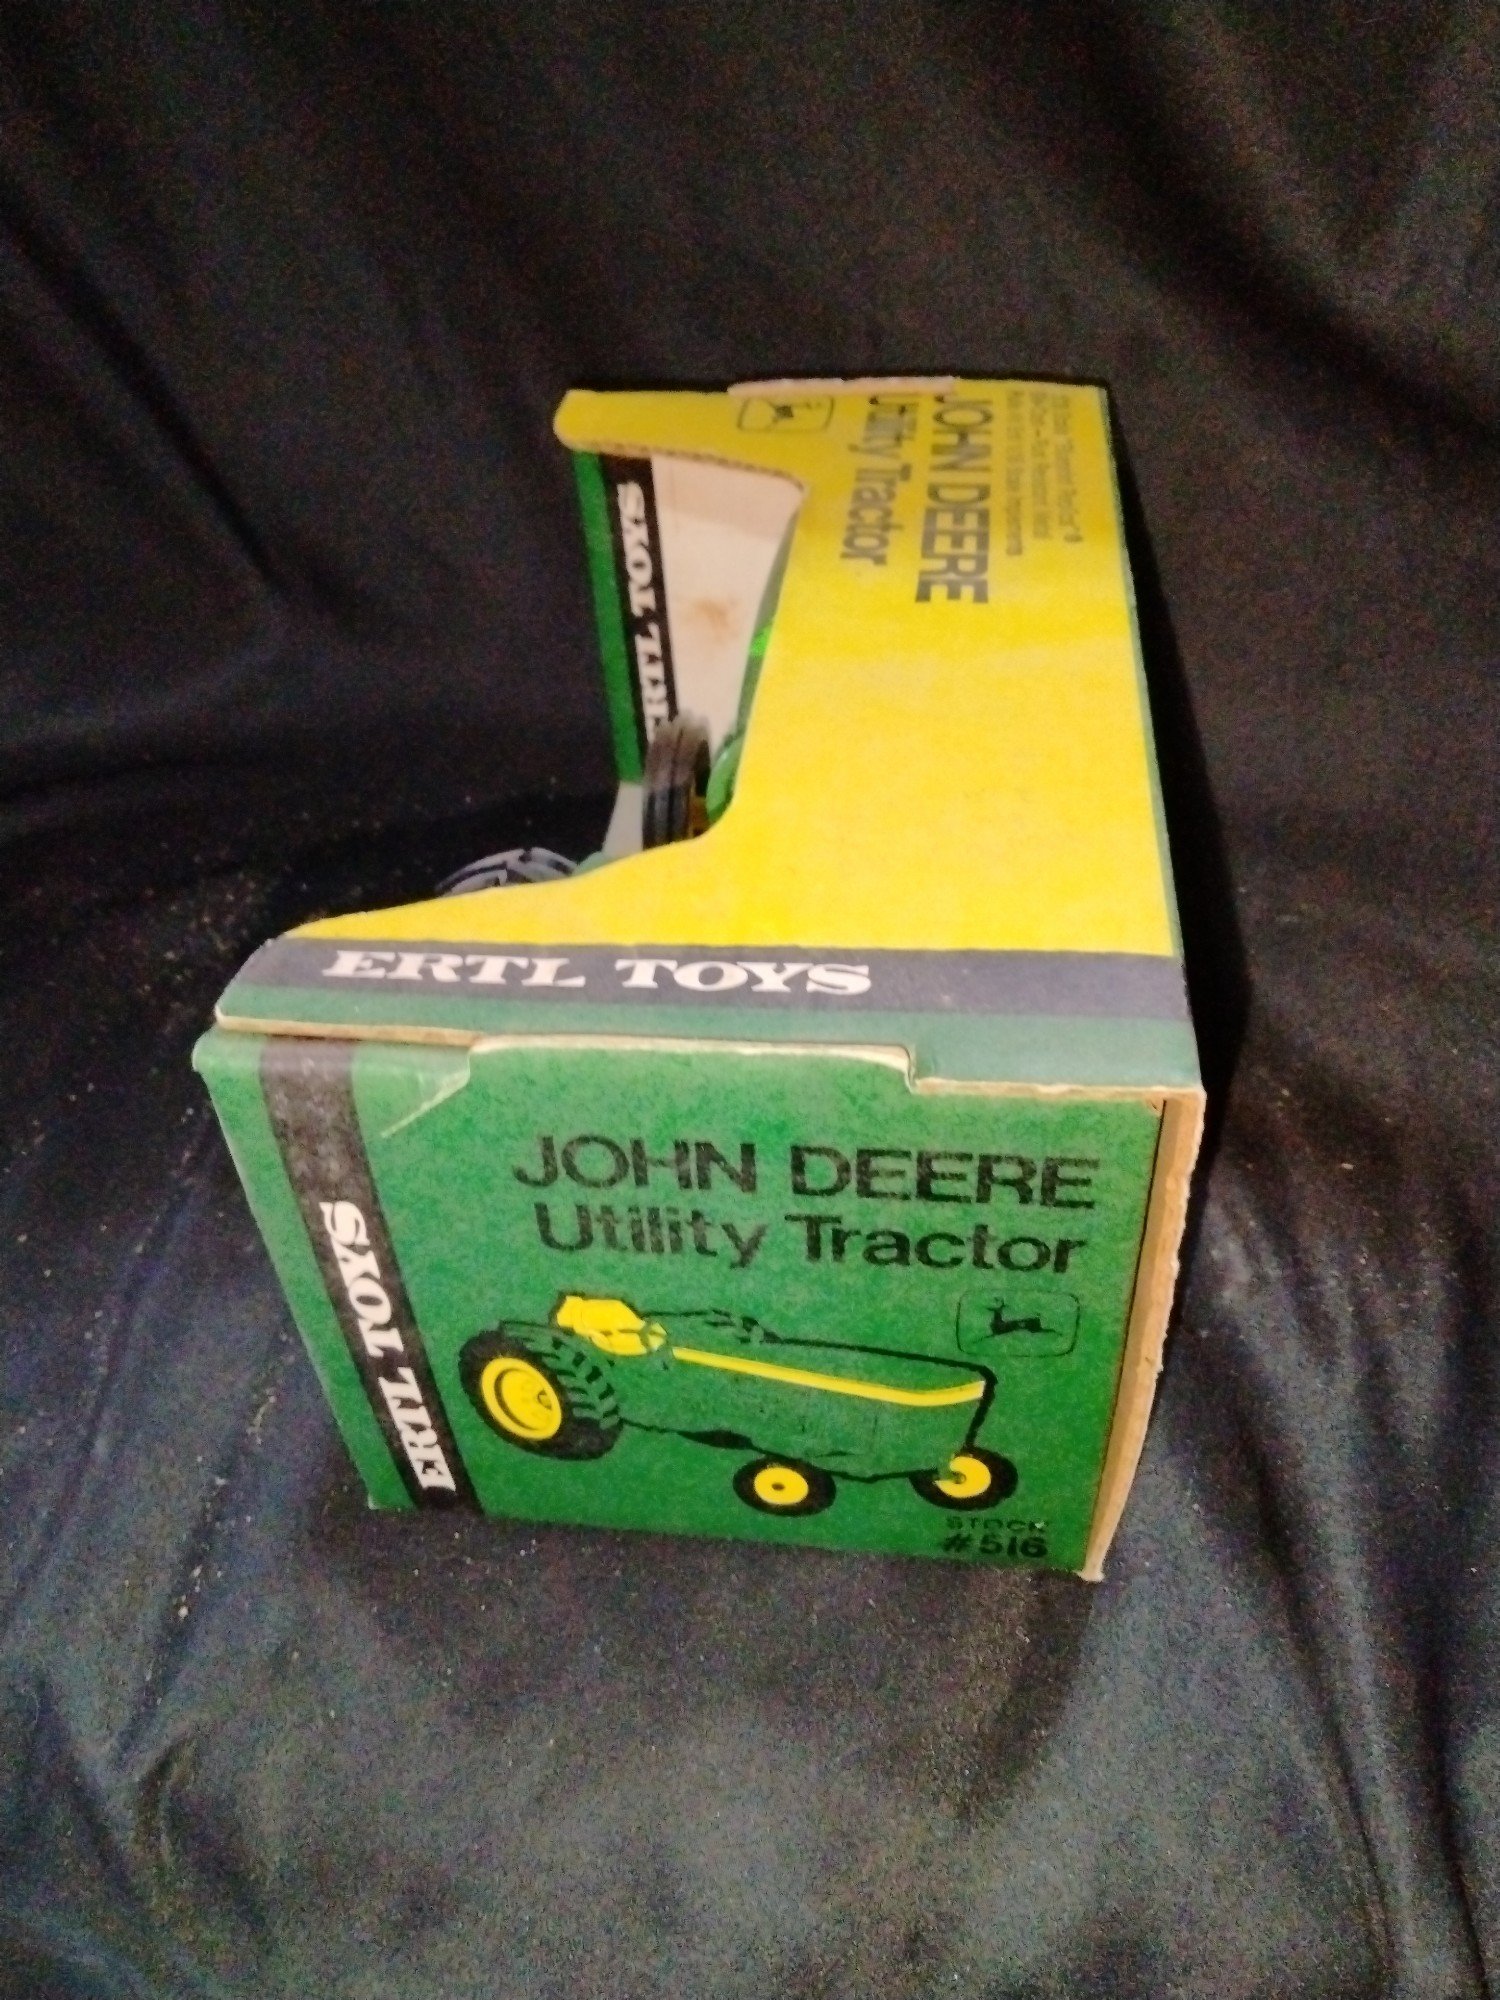 JOHN DEERE
Utility Tractor
ERTL TOYS
ERTL TOYS
JOHN DEERE
Utility Tractor
ERTL TOYS
STOCK
#516